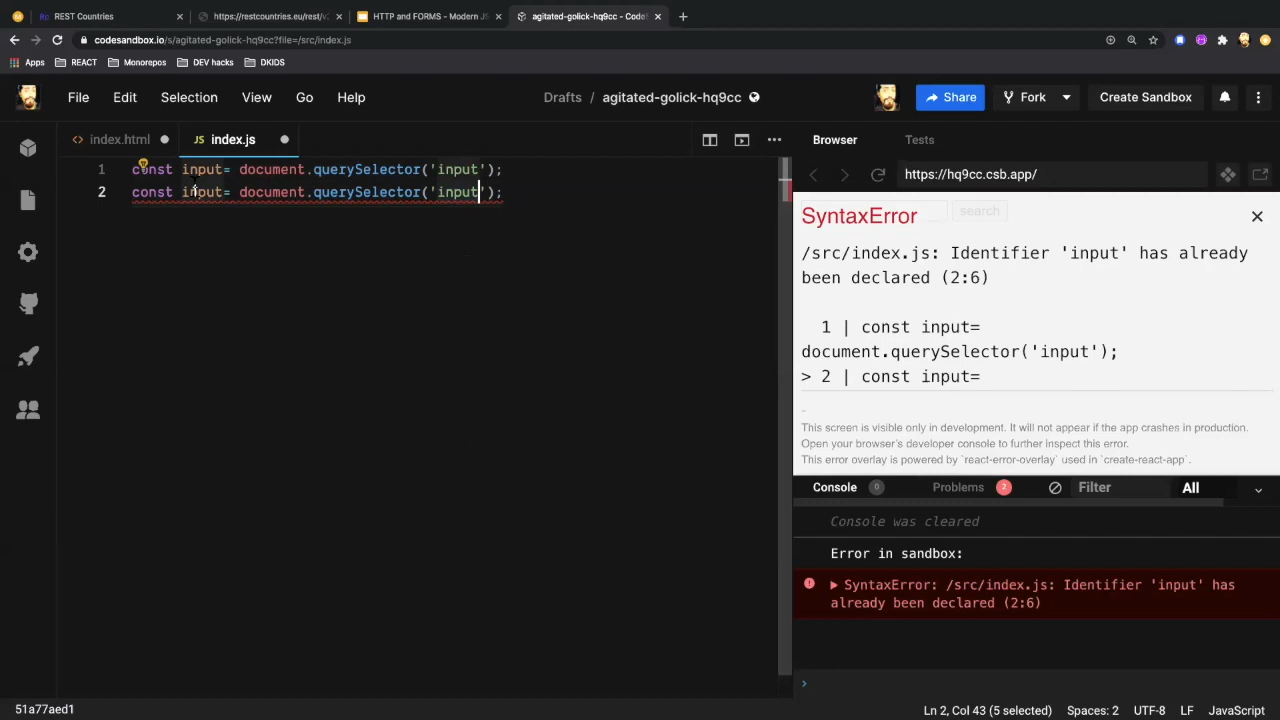 REST Countries
https://restcountries.eu/rest/v
HTTP and FORMS - Modern JS
agitated-golick-hq9cc - CodeS
codesandbox.io/s/agitated-golick-hq9cc?file=/src/index.js
Apps
REACT
Monorepos
DEV hacks
DKIDS
File
Edit
Selection
View
Go
Help
Drafts / agitated-golick-hq9cc
Share
Fork
Create Sandbox
index.html
JS index.js
Browser
Tests
https://hq9cc.csb.app/
1 const input= document.querySelector('input');
2 const input= document.querySelector('input');
search
SyntaxError
/src/index.js: Identifier 'input' has already
been declared (2:6)
1 | const input=
document.querySelector('input');
> 2 | const input=
This screen is visible only in development. It will not appear if the app crashes in production.
Open your browser's developer console to further inspect this error.
This error overlay is powered by `react-error-overlay` used in `create-react-app`.
Console 0
Problems 2
Filter
All
Console was cleared
Error in sandbox:
SyntaxError: /src/index.js: Identifier 'input' has
already been declared (2:6)
51a77aed1
Ln 2, Col 43 (5 selected)
Spaces: 2
UTF-8
LF
JavaScript